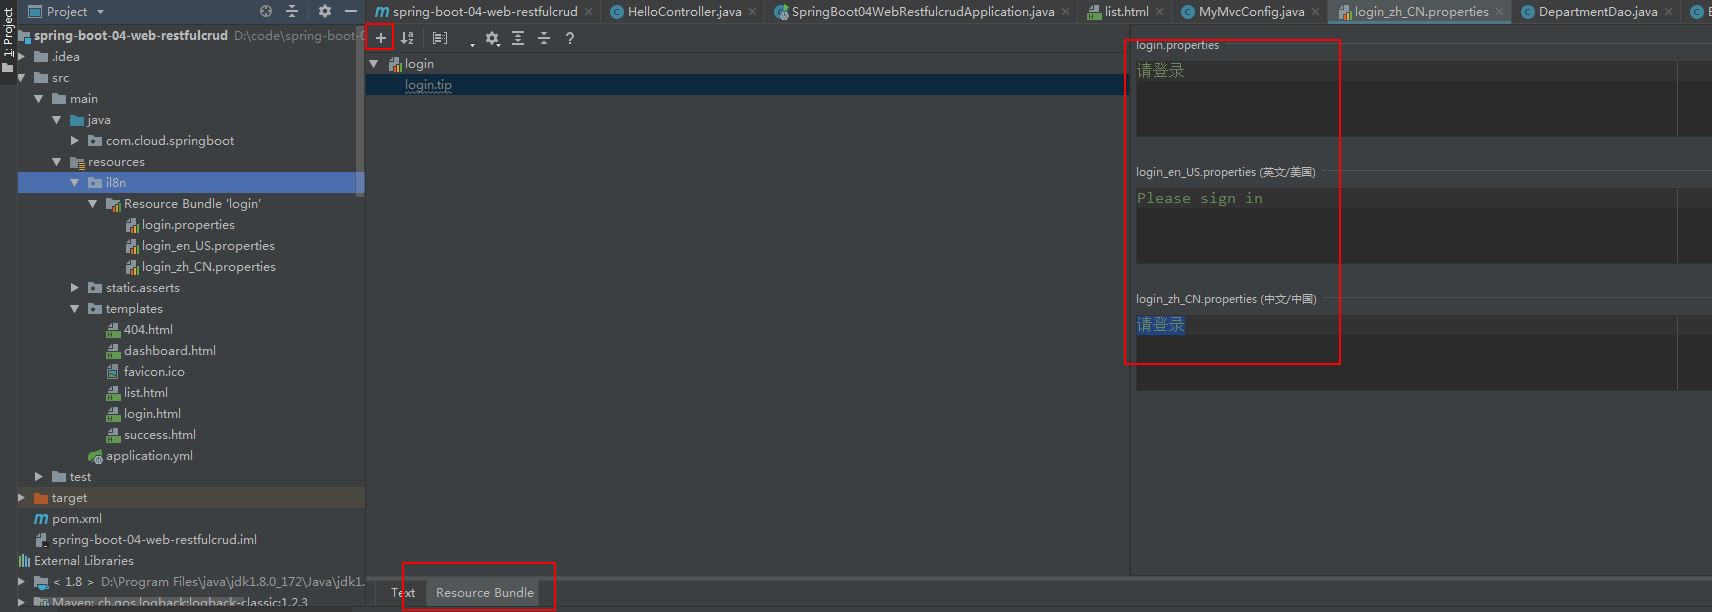 1: Project
Project
spring-boot-04-web-restfulcrud
HelloController.java
SpringBoot04WebRestfulcrudApplication.java
list.html
MyMvcConfig.java
login_zh_CN.properties
DepartmentDao.java
spring-boot-04-web-restfulcrud D:\code\spring-boot-0
.idea
src
main
java
com.cloud.springboot
resources
il8n
Resource Bundle 'login'
login.properties
login_en_US.properties
login_zh_CN.properties
static.asserts
templates
404.html
dashboard.html
favicon.ico
list.html
login.html
success.html
application.yml
test
target
pom.xml
spring-boot-04-web-restfulcrud.iml
External Libraries
< 1.8 > D:\Program Files\java\jdk1.8.0_172\Java\jdk1.
Maven: ch.qos.logback:logback-classic:1.2.3
login
login.tip
login.properties
请登录
login_en_US.properties (英文/美国)
Please sign in
login_zh_CN.properties (中文/中国)
请登录
Text
Resource Bundle